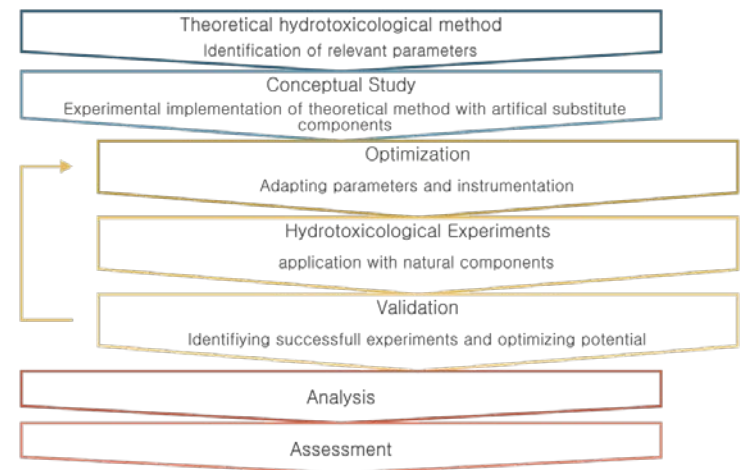 Theoretical hydrotoxicological method
Identification of relevant parameters
Conceptual Study
Experimental implementation of theoretical method with artifical substitute
components
Optimization
Adapting parameters and instrumentation
Hydrotoxicological Experiments
application with natural components
Validation
Identifiying successfull experiments and optimizing potential
Analysis
Assessment